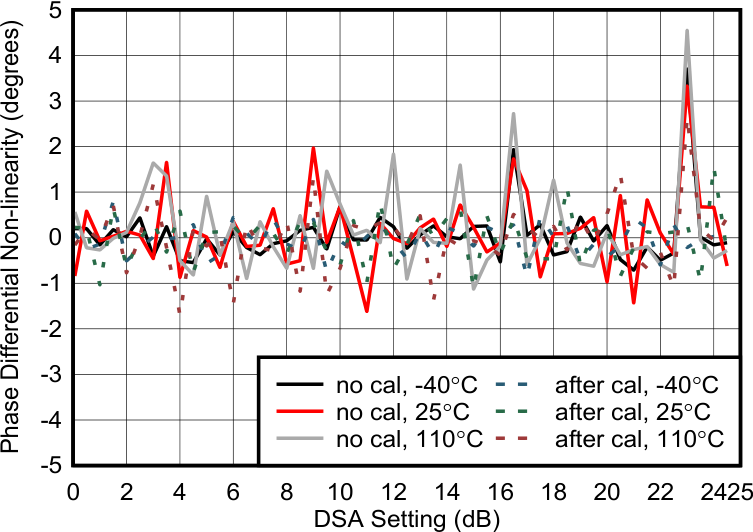 Phase Differential Non-linearity (degrees)
5
4
3
2
1
0
-1
-2
-3
-4
-5
no cal, -40°C
after cal, -40°C
no cal, 25°C
after cal, 25°C
no cal, 110°C
after cal, 110°C
0 2 4 6 8 10 12 14 16 18 20 22 2425
DSA Setting (dB)